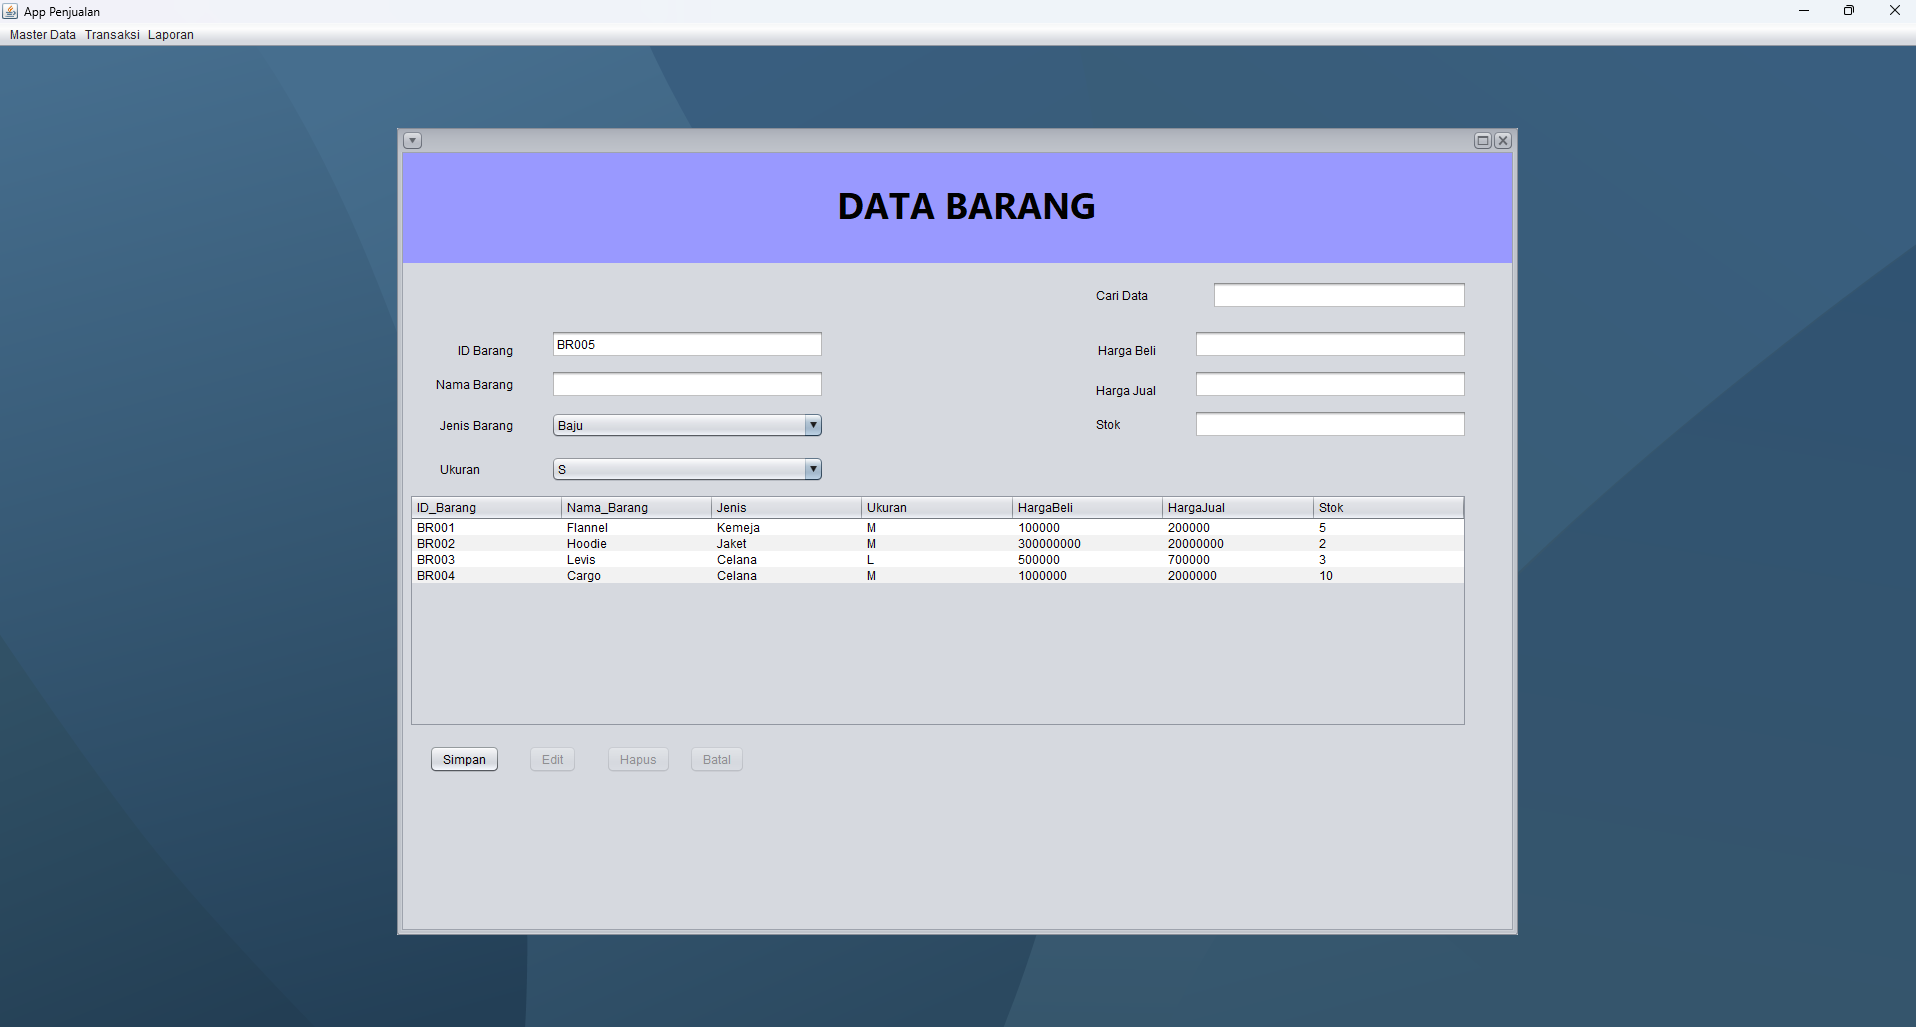 App Penjualan
Master Data Transaksi Laporan
DATA BARANG
Cari Data
ID Barang BR005 Harga Beli
Nama Barang Harga Jual
Jenis Barang Baju Stok
Ukuran S
ID_Barang Nama_Barang Jenis Ukuran HargaBeli HargaJual Stok
BR001 Flannel Kemeja M 100000 200000 5
BR002 Hoodie Jaket M 300000000 20000000 2
BR003 Levis Celana L 500000 700000 3
BR004 Cargo Celana M 1000000 2000000 10
Simpan Edit Hapus Batal